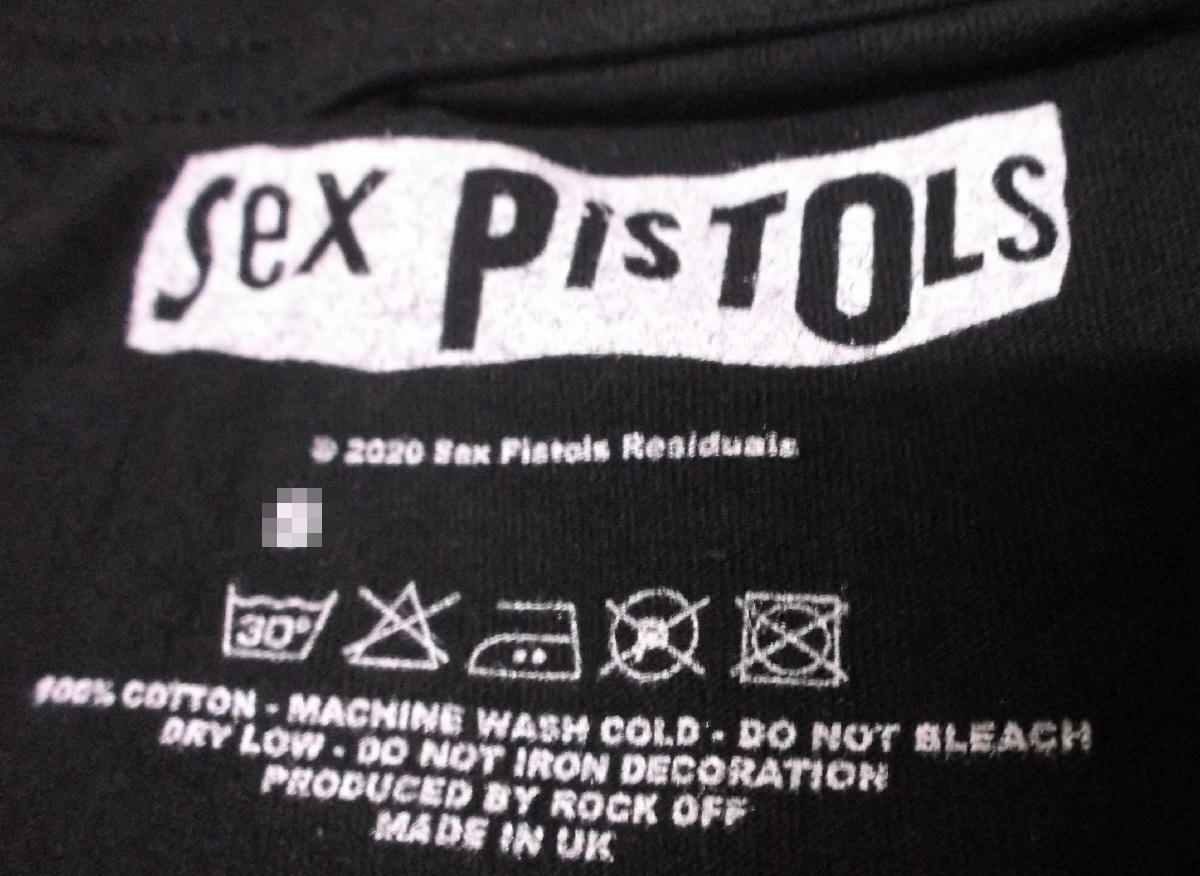 Sex PisTOLS
© 2020 Sex Pistols Residuals
30°
P
100% COTTON - MACHINE WASH COLD - DO NOT BLEACH
DRY LOW - DO NOT IRON DECORATION
PRODUCED BY ROCK OFF
MADE IN UK